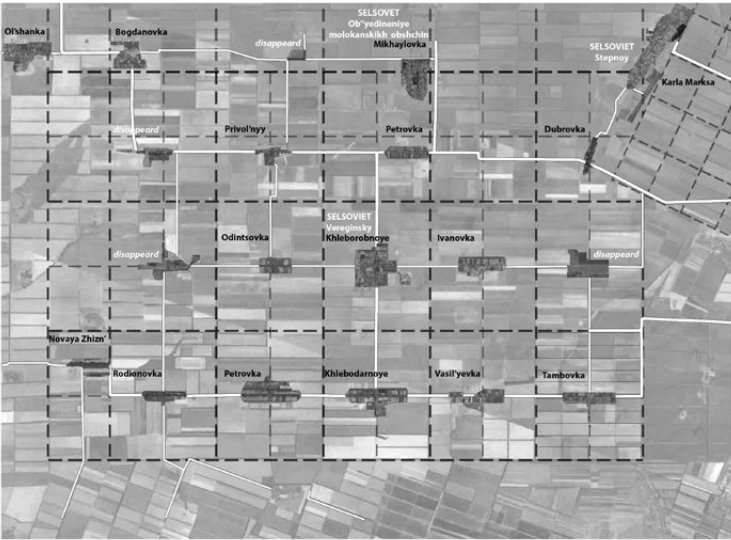 SELSOVET
Ob"yedineniye
molokanskikh obshchin
Mikhaylovka
Ol'shanka
Bogdanovka
disappeard
SELSOVIET
Stepnoy
Karla Marksa
disappeard
Privol'nyy
Petrovka
Dubrovka
SELSOVIET
Vereginsky
Khleborobnoye
Odintsovka
Ivanovka
disappeard
disappeard
Novaya Zhizn'
Rodionovka
Petrovka
Khlebodarnoye
Vasil'yevka
Tambovka